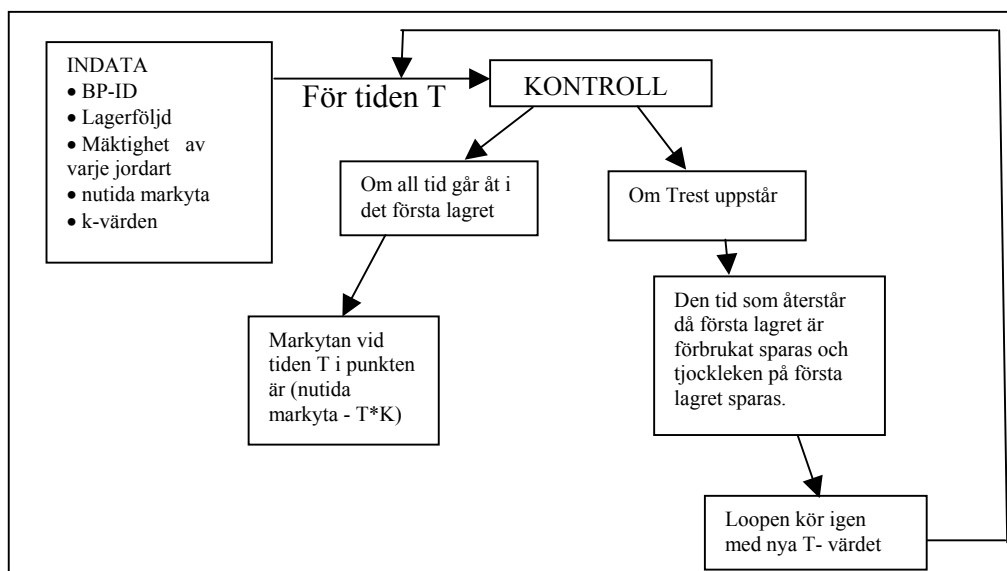 INDATA
• BP-ID
• Lagerföljd
• Mäktighet av
varje jordart
• nutida markyta
• k-värden
För tiden T
KONTROLL
Om all tid går åt i
det första lagret
Om Trest uppstår
Markytan vid
tiden T i punkten
är (nutida
markyta - T*K)
Den tid som återstår
då första lagret är
förbrukat sparas och
tjockleken på första
lagret sparas.
Loopen kör igen
med nya T- värdet